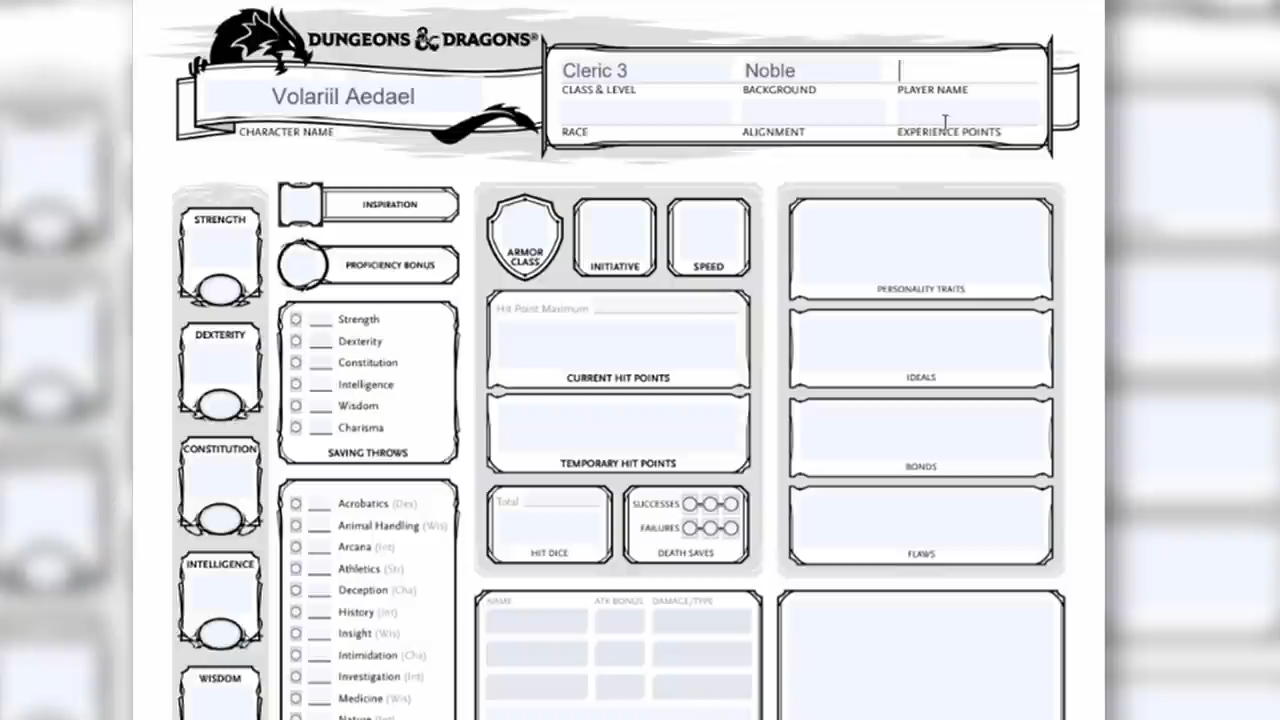 DUNGEONS & DRAGONS®
Volariil Aedael
CHARACTER NAME
Cleric 3
Noble
CLASS & LEVEL
BACKGROUND
PLAYER NAME
RACE
ALIGNMENT
EXPERIENCE POINTS
STRENGTH
DEXTERITY
CONSTITUTION
INTELLIGENCE
WISDOM
INSPIRATION
PROFICIENCY BONUS
Strength
Dexterity
Constitution
Intelligence
Wisdom
Charisma
SAVING THROWS
Acrobatics (Dex)
Animal Handling (Wis)
Arcana (Int)
Athletics (Str)
Deception (Cha)
History (Int)
Insight (Wis)
Intimidation (Cha)
Investigation (Int)
Medicine (Wis)
Nature (Int)
ARMOR
CLASS
INITIATIVE
SPEED
Hit Point Maximum
CURRENT HIT POINTS
TEMPORARY HIT POINTS
Total
HIT DICE
SUCCESSES
FAILURES
DEATH SAVES
NAME
ATK BONUS
DAMAGE/TYPE
PERSONALITY TRAITS
IDEALS
BONDS
FLAWS